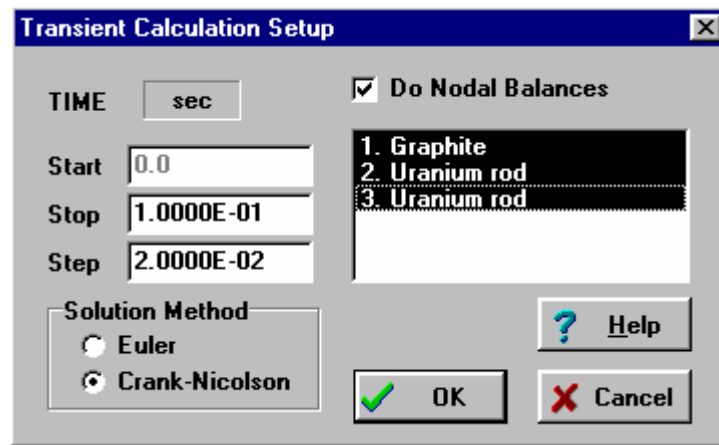 Transient Calculation Setup
TIME sec
Do Nodal Balances
Start 0.0
Stop 1.0000E-01
Step 2.0000E-02
1. Graphite
2. Uranium rod
3. Uranium rod
Solution Method
Euler
Crank-Nicolson
? Help
OK
Cancel